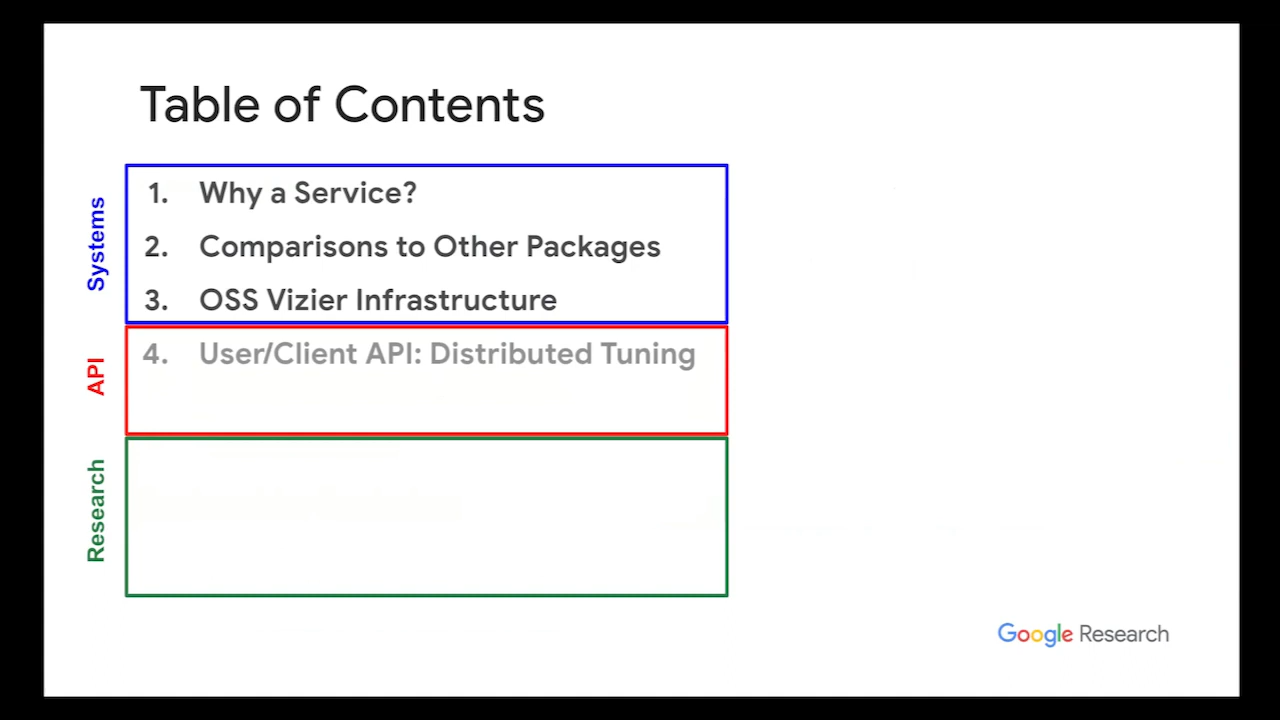 Table of Contents
Systems
1. Why a Service?
2. Comparisons to Other Packages
3. OSS Vizier Infrastructure
API
4. User/Client API: Distributed Tuning
Research
Google Research